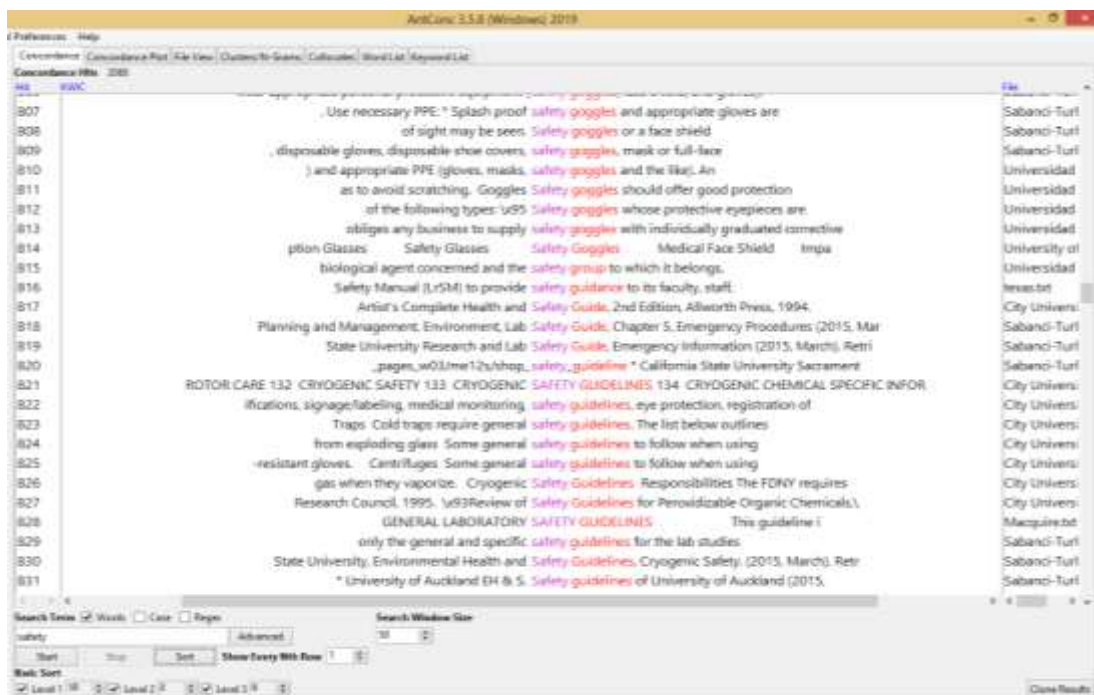 AntConc 3.5.8 (Windows) 2019
Preferences Help
Concordance Concordance Plot File View Clusters/N-Grams Collocates Word List Keyword List
Concordance Hits
Hit KWIC File
807 . Use necessary PPE: * Splash proof safety goggles and appropriate gloves are Sabanci-Turl
808 of sight may be seen. Safety goggles or a face shield Sabanci-Turl
809 , disposable gloves, disposable shoe covers, safety goggles, mask or full-face Sabanci-Turl
810 ) and appropriate PPE (gloves, masks, safety goggles and the like). An Universidad
811 as to avoid scratching. Goggles Safety goggles should offer good protection Universidad
812 of the following types: \u95 Safety goggles whose protective eyepieces are Universidad
813 obliges any business to supply safety goggles with individually graduated corrective Universidad
814 ption Glasses Safety Glasses Safety Goggles Medical Face Shield Impa University of
815 biological agent concerned and the safety group to which it belongs, Universidad
816 Safety Manual (LrSM) to provide safety guidance to its faculty, staff, texas.txt
817 Artist's Complete Health and Safety Guide, 2nd Edition, Allworth Press, 1994. City Univers
818 Planning and Management, Environment, Lab Safety Guide, Chapter 5, Emergency Procedures (2015, Mar Sabanci-Turl
819 State University Research and Lab Safety Guide, Emergency Information (2015, March). Retri Sabanci-Turl
820 _pages_w03/me12s/shop_safety_guideline * California State University Sacrament Sabanci-Turl
821 ROTOR CARE 132 CRYOGENIC SAFETY 133 CRYOGENIC SAFETY GUIDELINES 134 CRYOGENIC CHEMICAL SPECIFIC INFOR City Univers
822 ifications, signage/labeling, medical monitoring, safety guidelines, eye protection, registration of City Univers
823 Traps Cold traps require general safety guidelines. The list below outlines City Univers
824 from exploding glass Some general safety guidelines to follow when using City Univers
825 -resistant gloves. Centrifuges Some general safety guidelines to follow when using City Univers
826 gas when they vaporize. Cryogenic Safety Guidelines Responsibilities The FDNY requires City Univers
827 Research Council, 1995. \u93Review of Safety Guidelines for Peroxidizable Organic Chemicals,\ City Univers
828 GENERAL LABORATORY SAFETY GUIDELINES This guideline i Macquire.txt
829 only the general and specific safety guidelines for the lab studies Sabanci-Turl
830 State University, Environmental Health and Safety Guidelines, Cryogenic Safety. (2015, March). Retr Sabanci-Turl
831 * University of Auckland EH & S. Safety guidelines of University of Auckland (2015, Sabanci-Turl
Search Term Words Case Regex Search Window Size
safety Advanced 50
Start Stop Sort Show Every Nth Row 1
Kwic Sort
Level 1 Level 2 Level 3 Clone Results